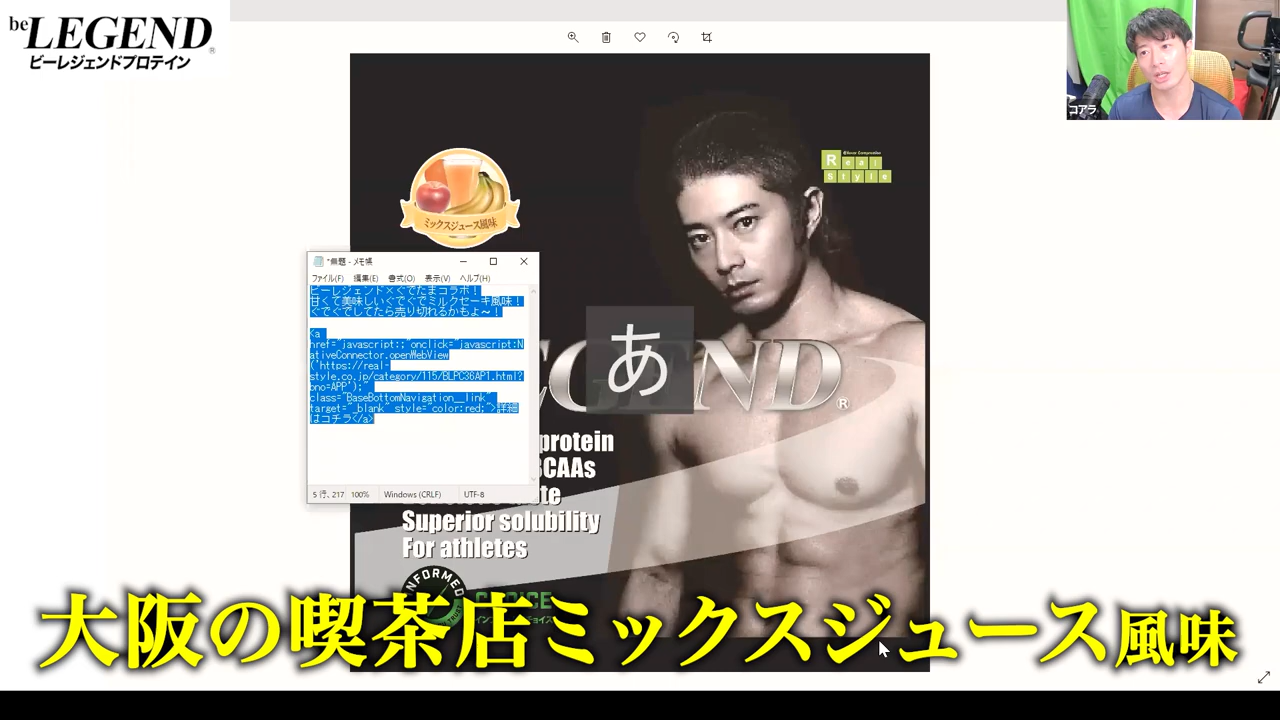 be LEGEND®
ビーレジェンドプロテイン
コアラ
Real
Style
ミックスジュース風味
*無題 - メモ帳
ファイル(F) 編集(E) 書式(O) 表示(V) ヘルプ(H)
ビーレジェンド×ぐでたまコラボ！
甘くて美味しいぐでぐでミルクセーキ風味！
ぐでぐでしてたら売り切れるかもよ～！
<a
href="javascript:;"onclick="javascript:N
ativeConnector.openWebView
('https://real-
style.co.jp/category/115/BLPC36AP1.html?
bno=APP');"
class="BaseBottomNavigation__link"
target="_blank" style="color:red;">詳細
はコチラ</a>
5 行、217 100% Windows (CRLF) UTF-8
あ
GEND®
protein
BCAAs
Superior solubility
For athletes
INFORMED
CHOICE
大阪の喫茶店ミックスジュース風味